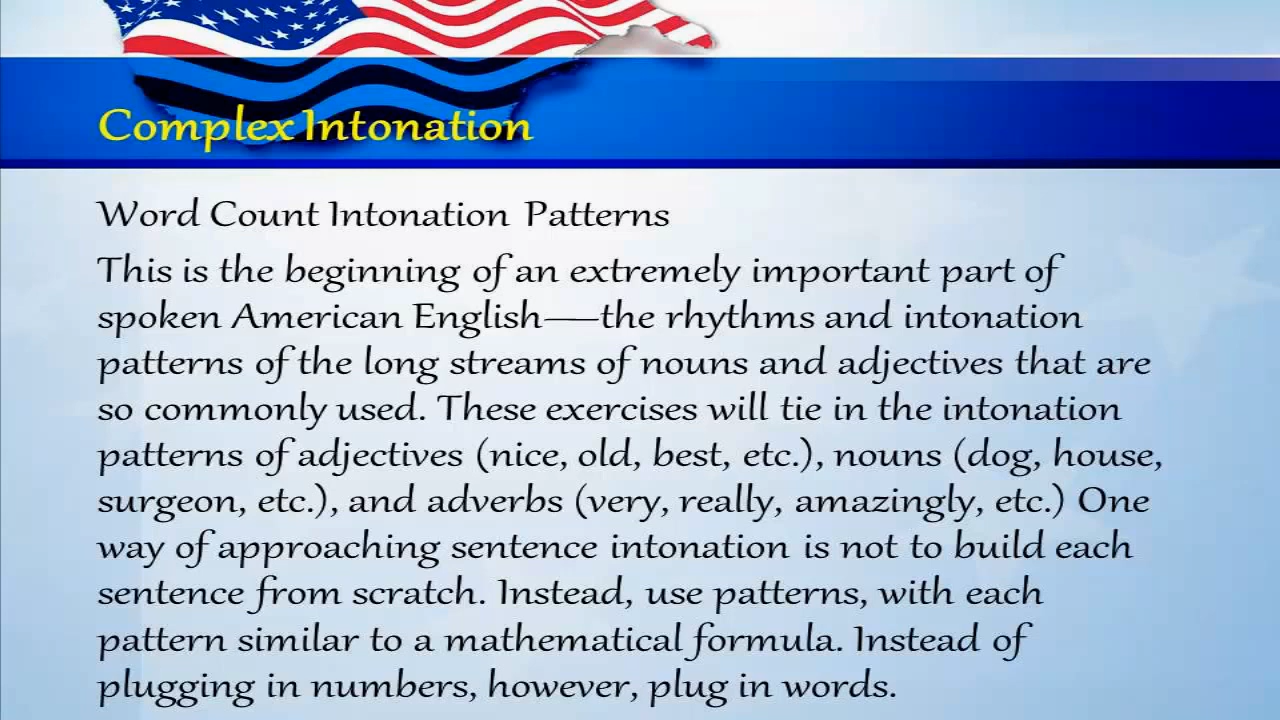 Complex Intonation
Word Count Intonation Patterns
This is the beginning of an extremely important part of
spoken American English—the rhythms and intonation
patterns of the long streams of nouns and adjectives that are
so commonly used. These exercises will tie in the intonation
patterns of adjectives (nice, old, best, etc.), nouns (dog, house,
surgeon, etc.), and adverbs (very, really, amazingly, etc.) One
way of approaching sentence intonation is not to build each
sentence from scratch. Instead, use patterns, with each
pattern similar to a mathematical formula. Instead of
plugging in numbers, however, plug in words.